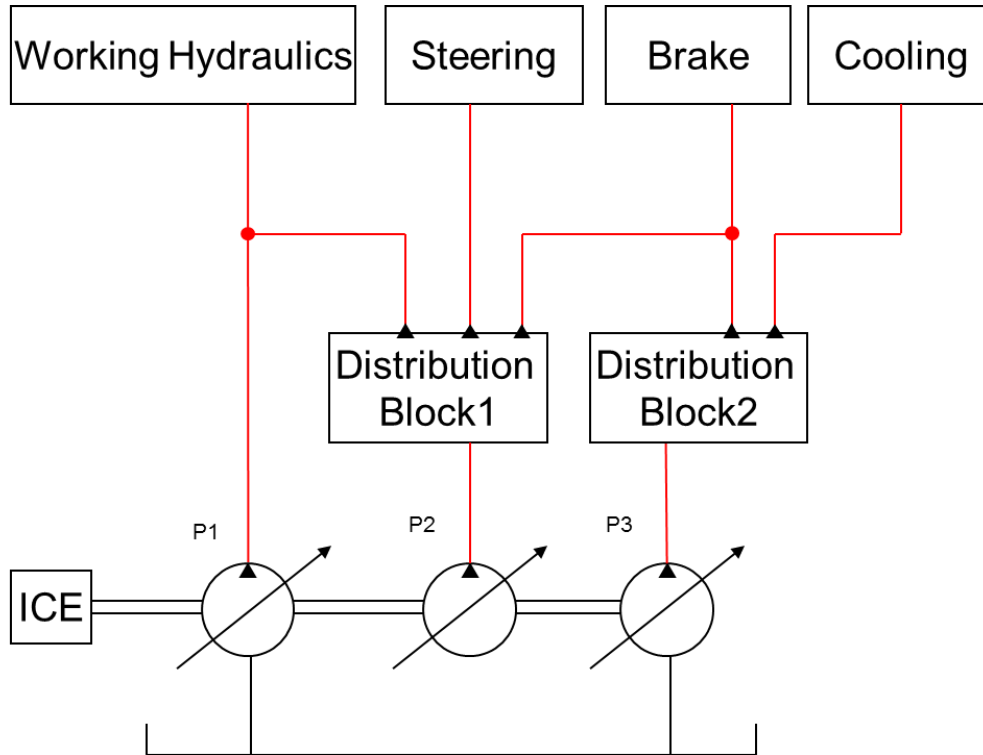 Working Hydraulics
Steering
Brake
Cooling
Distribution
Block1
Distribution
Block2
P1
P2
P3
ICE